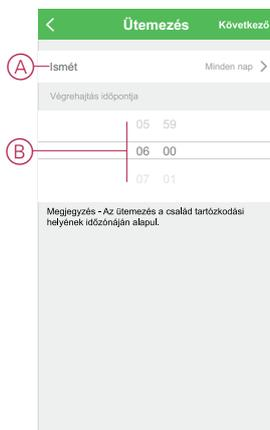 Ütemezés Következő
A Ismét Minden nap
Végrehajtás időpontja
05 59
B 06 00
07 01
Megjegyzés - Az ütemezés a család tartózkodási
helyének időzónáján alapul.